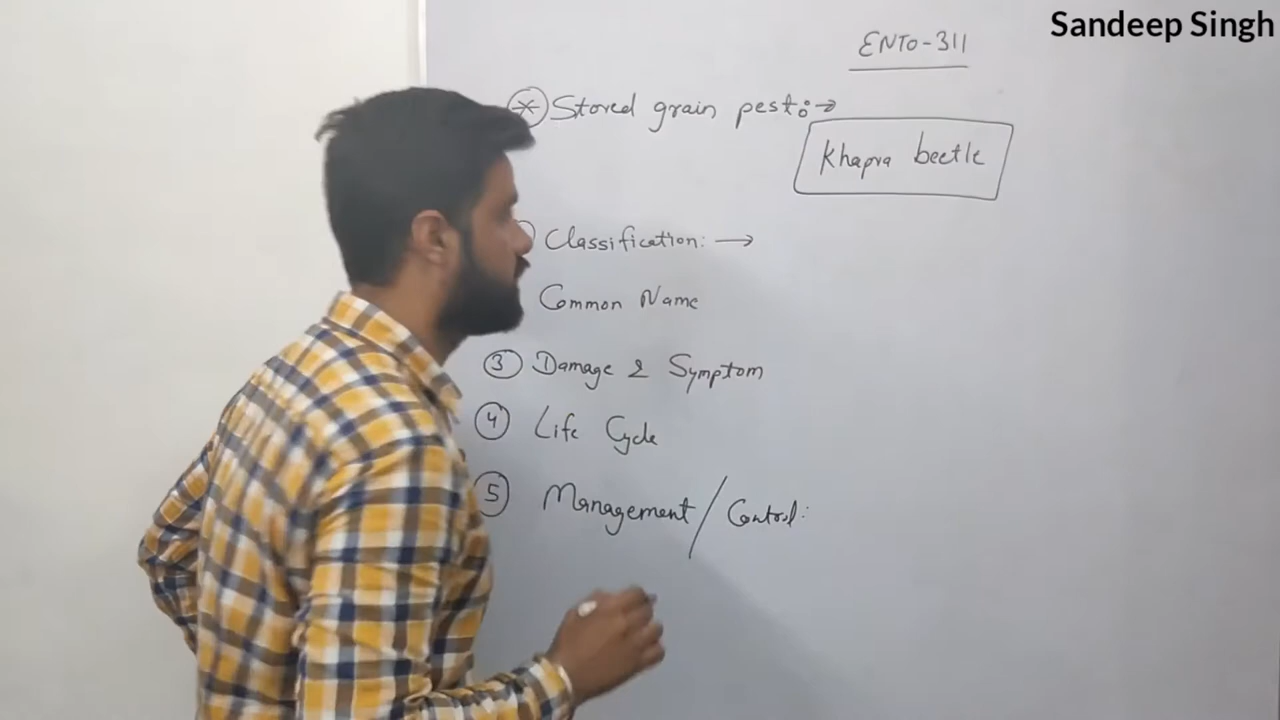 Sandeep Singh
ENTO-311
* Stored grain pest:→
Khapra beetle
Classification: →
Common Name
3 Damage & Symptom
4 Life Cycle
5 Management / Control: